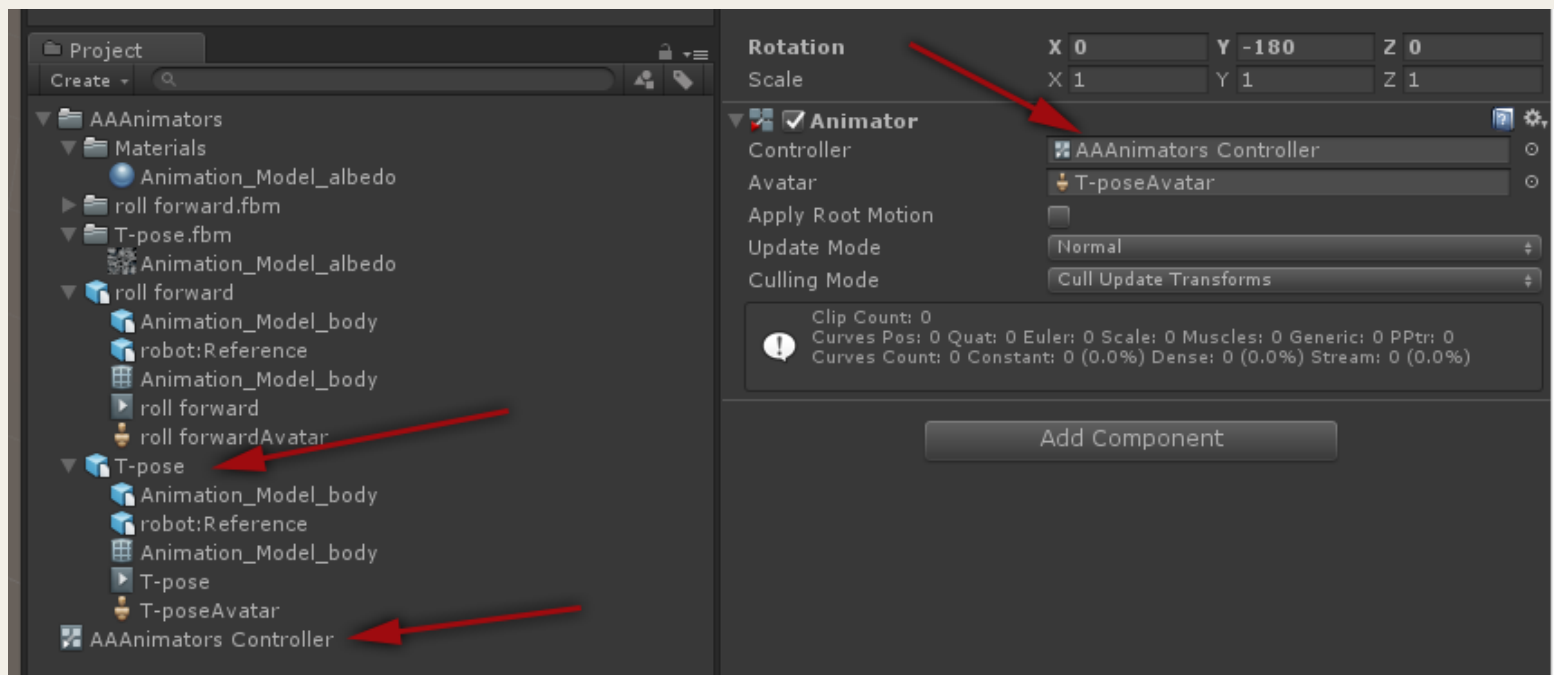 Project
Create
AAAnimators
Materials
Animation_Model_albedo
roll forward.fbm
T-pose.fbm
Animation_Model_albedo
roll forward
Animation_Model_body
robot:Reference
Animation_Model_body
roll forward
roll forwardAvatar
T-pose
Animation_Model_body
robot:Reference
Animation_Model_body
T-pose
T-poseAvatar
AAAnimators Controller
Rotation X 0 Y -180 Z 0
Scale X 1 Y 1 Z 1
Animator
Controller AAAnimators Controller
Avatar T-poseAvatar
Apply Root Motion
Update Mode Normal
Culling Mode Cull Update Transforms
Clip Count: 0
Curves Pos: 0 Quat: 0 Euler: 0 Scale: 0 Muscles: 0 Generic: 0 PPtr: 0
Curves Count: 0 Constant: 0 (0.0%) Dense: 0 (0.0%) Stream: 0 (0.0%)
Add Component